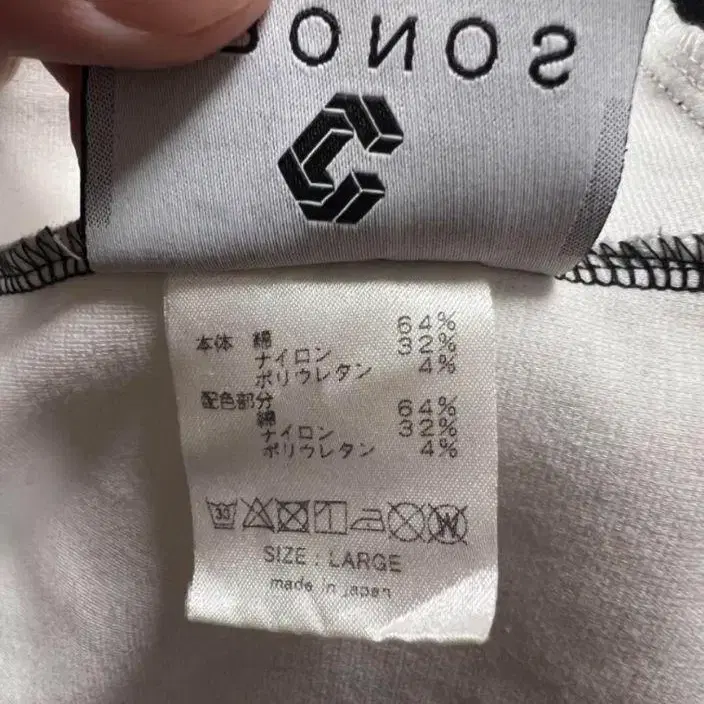 RONOS
本体 綿 64%
ナイロン 32%
ポリウレタン 4%
配色部分
綿 64%
ナイロン 32%
ポリウレタン 4%
W
SIZE : LARGE
made in japan